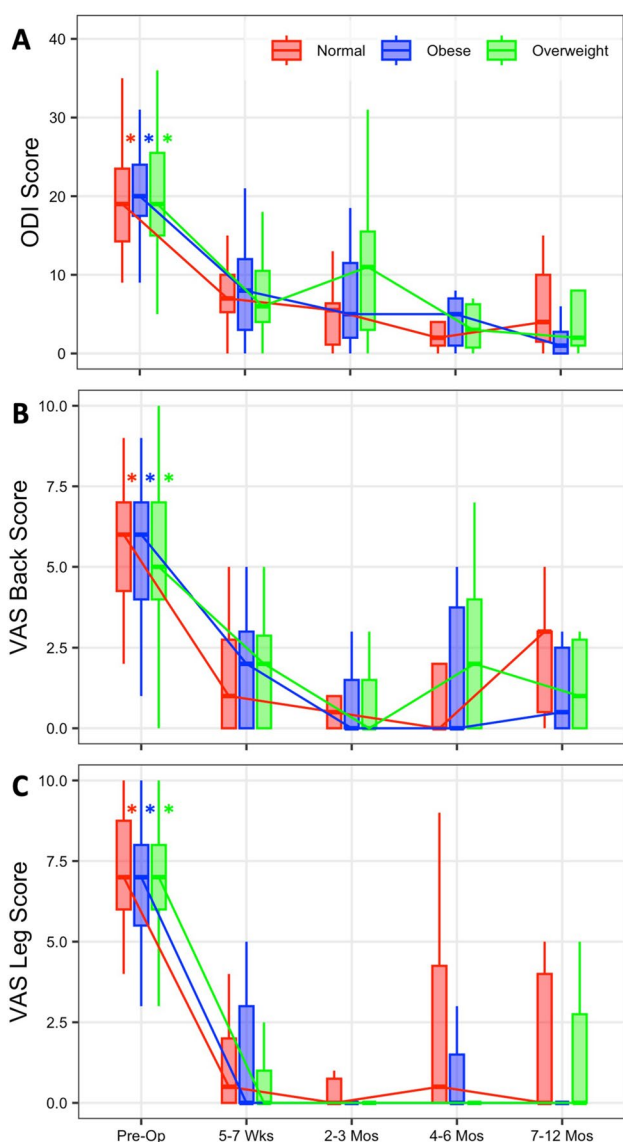 A
Normal Obese Overweight
ODI Score
40
30
20
10
0
* * *
B
VAS Back Score
10.0
7.5
5.0
2.5
0.0
* * *
C
VAS Leg Score
10.0
7.5
5.0
2.5
0.0
* * *
Pre-Op 5-7 Wks 2-3 Mos 4-6 Mos 7-12 Mos